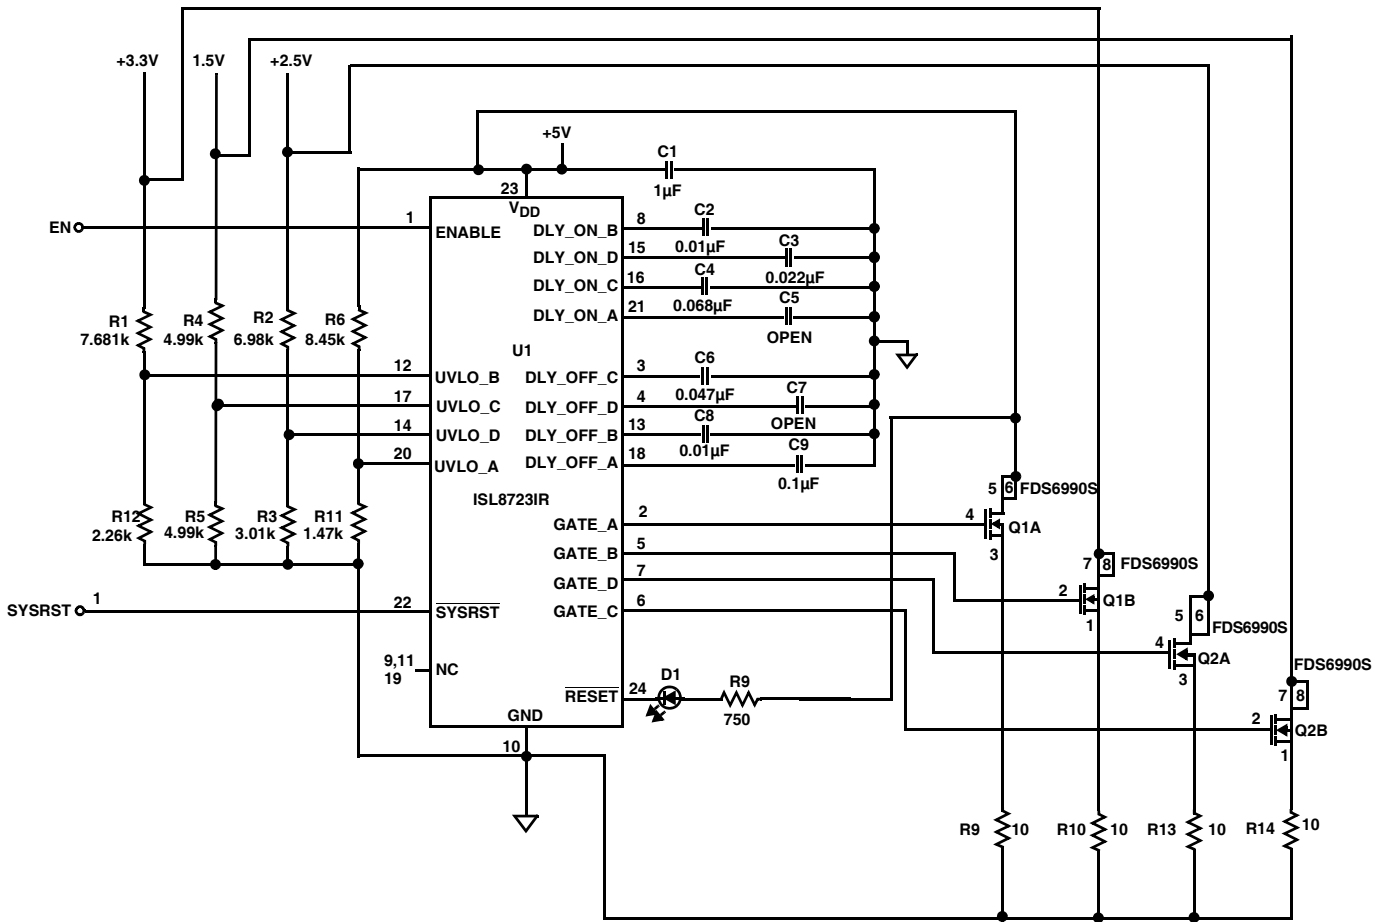 +3.3V
1.5V
+2.5V
+5V
C1
1µF
23
VDD
EN
1
ENABLE
DLY_ON_B
8
C2
0.01µF
DLY_ON_D
15
C3
0.022µF
DLY_ON_C
16
C4
0.068µF
DLY_ON_A
21
C5
OPEN
R1
7.681k
R4
4.99k
R2
6.98k
R6
8.45k
U1
12
UVLO_B
DLY_OFF_C
3
C6
0.047µF
17
UVLO_C
DLY_OFF_D
4
C7
OPEN
14
UVLO_D
DLY_OFF_B
13
C8
0.01µF
20
UVLO_A
DLY_OFF_A
18
C9
0.1µF
ISL8723IR
R12
2.26k
R5
4.99k
R3
3.01k
R11
1.47k
GATE_A
2
4
5
6
FDS6990S
Q1A
3
GATE_B
5
7
8
FDS6990S
2
Q1B
1
GATE_D
7
5
6
FDS6990S
4
Q2A
3
GATE_C
6
FDS6990S
7
8
2
Q2B
1
SYSRST
1
22
SYSRST
9,11
19
NC
RESET
24
D1
R9
750
GND
10
R9
10
R10
10
R13
10
R14
10